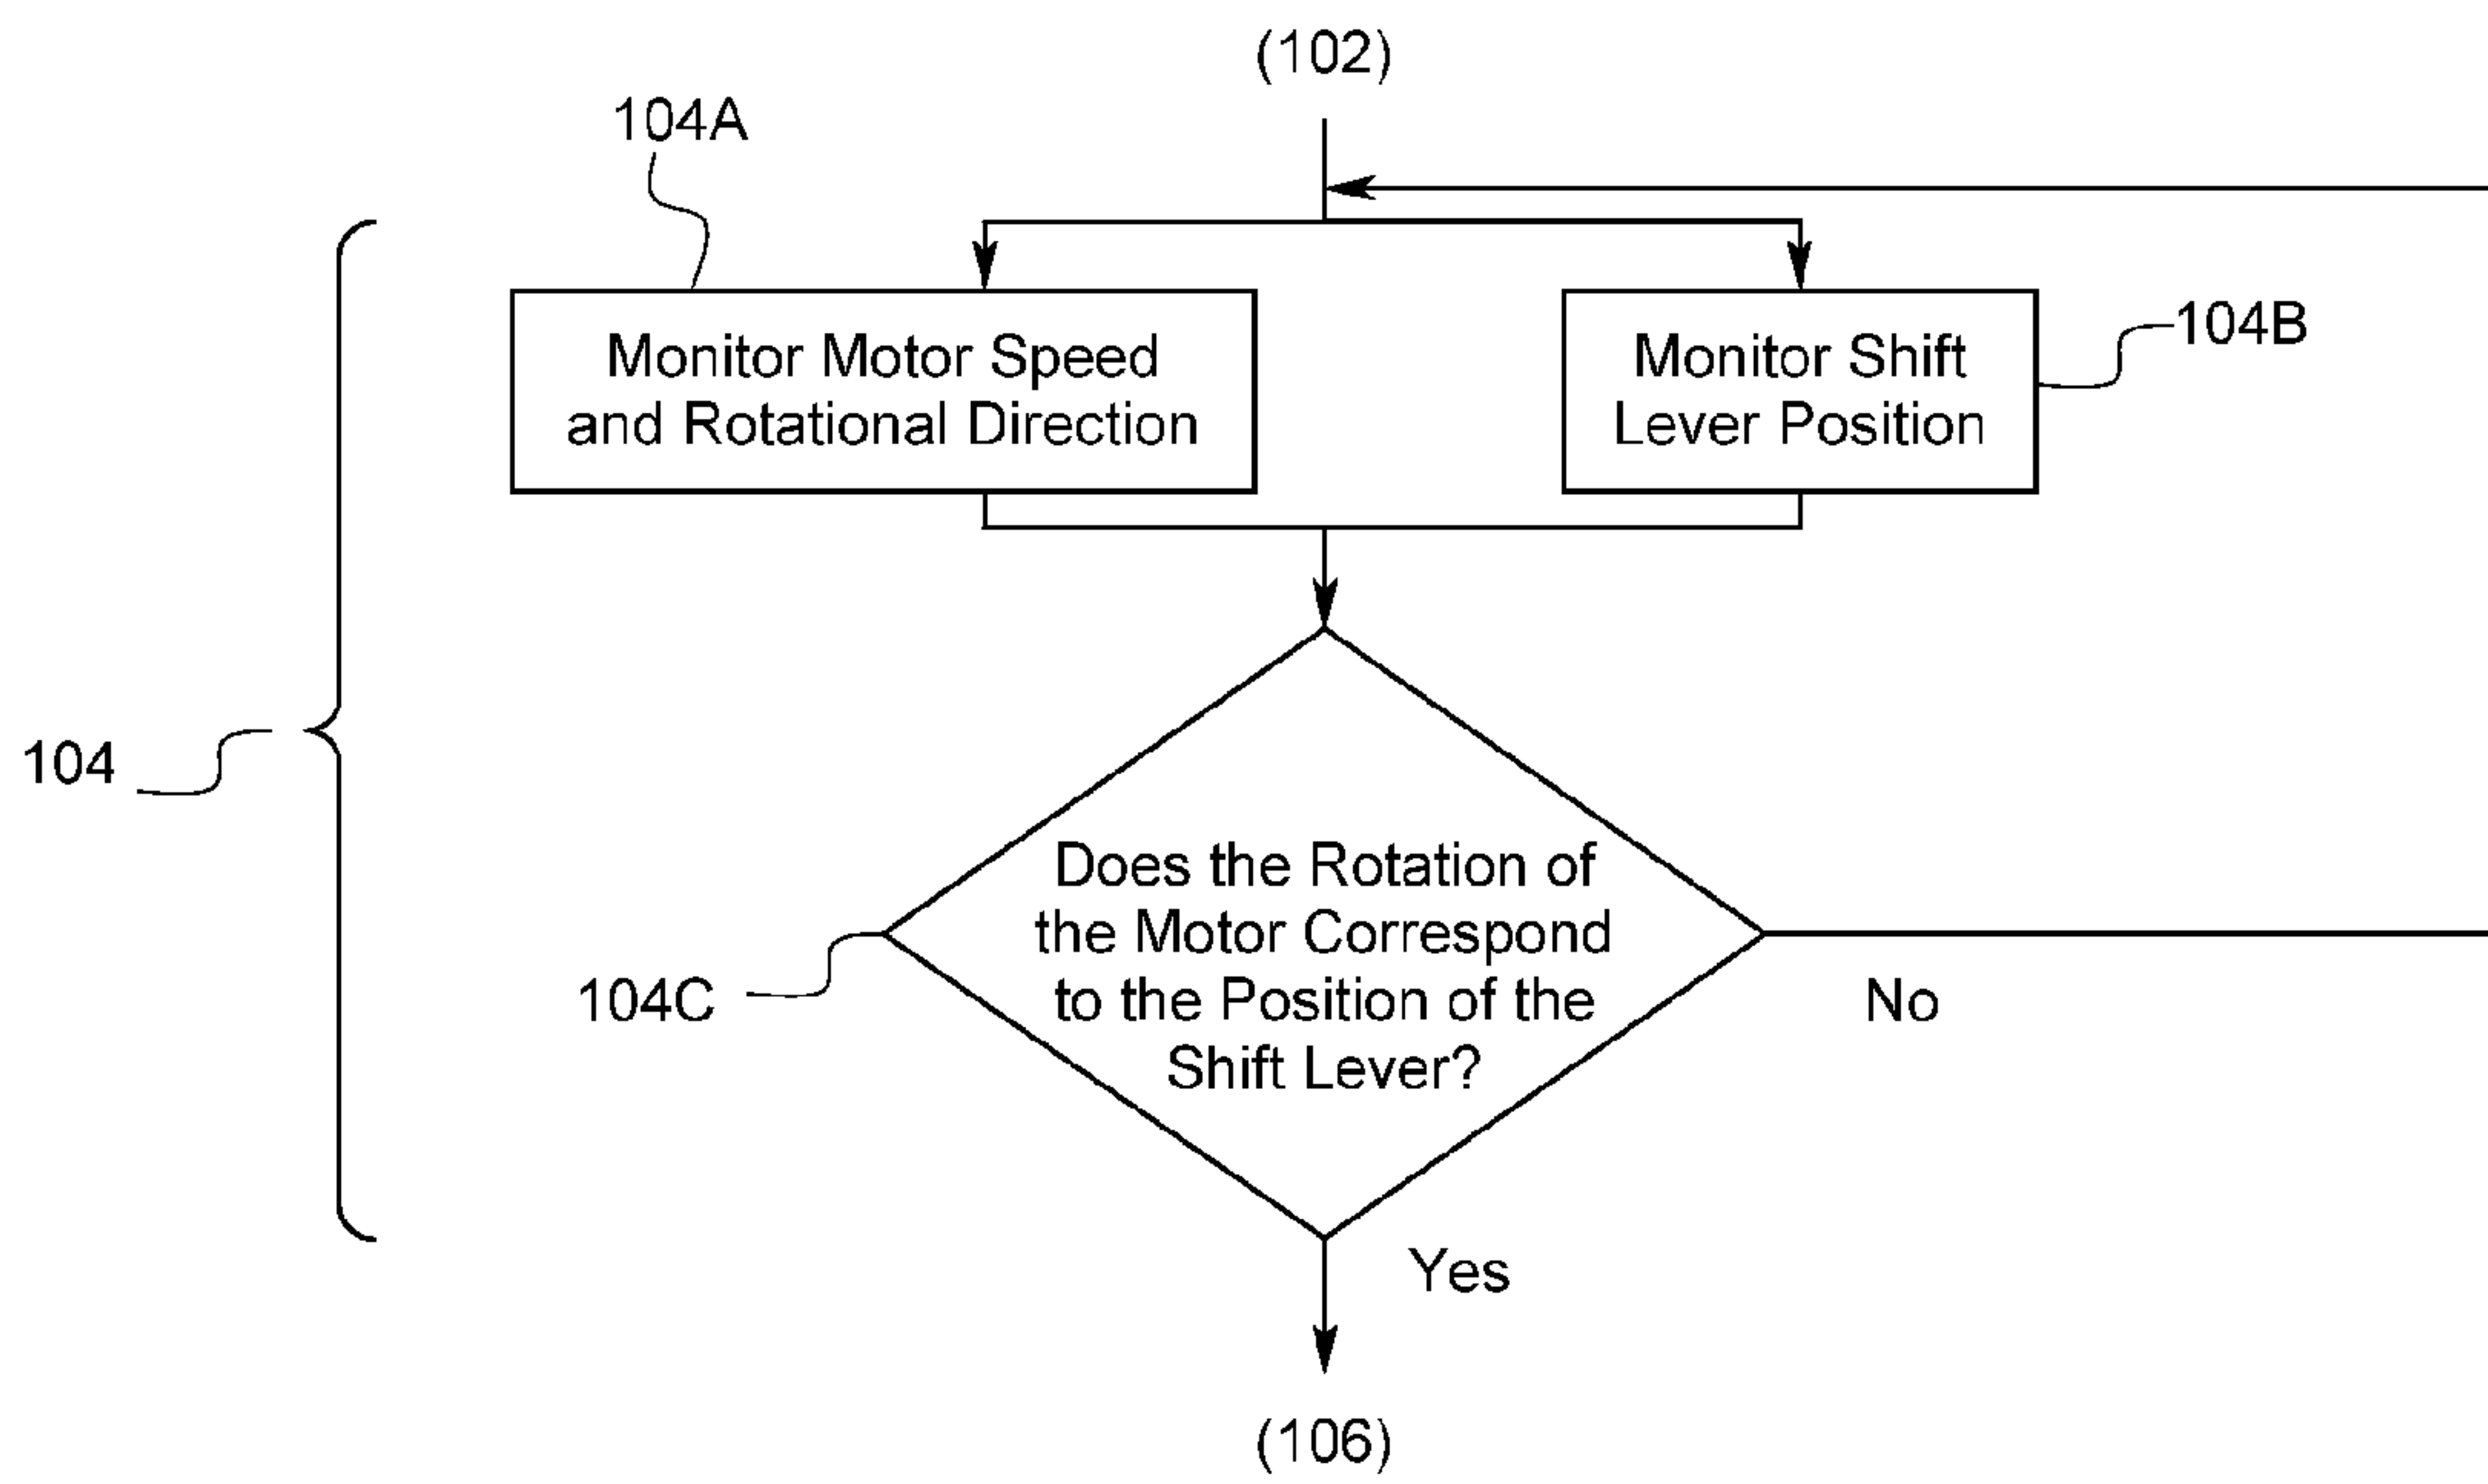 (102)
104A
Monitor Motor Speed
and Rotational Direction
Monitor Shift
Lever Position
104B
104
Does the Rotation of
the Motor Correspond
to the Position of the
Shift Lever?
104C
No
Yes
(106)